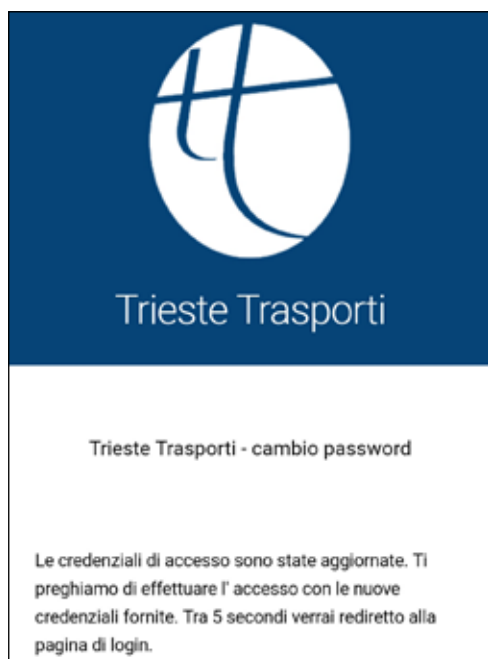 Trieste Trasporti
Trieste Trasporti - cambio password
Le credenziali di accesso sono state aggiornate. Ti
preghiamo di effettuare l' accesso con le nuove
credenziali fornite. Tra 5 secondi verrai rediretto alla
pagina di login.